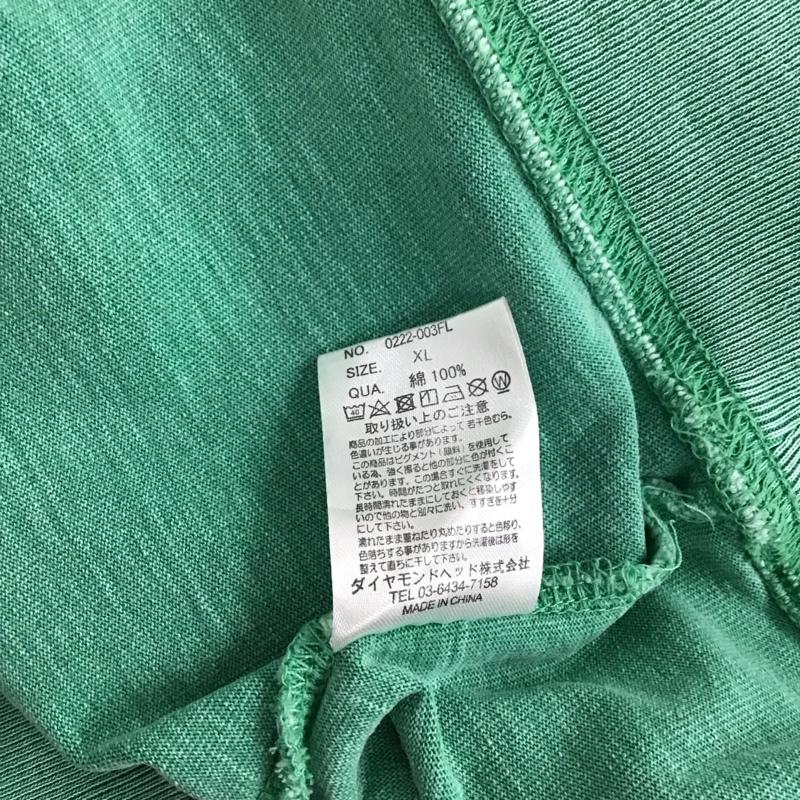 NO. 0222-003FL
SIZE. XL
QUA. 綿 100%
40 W
取り扱い上のご注意
商品の加工により部分によって若干色むら、
色違いが生じる事があります。
この商品はピグメント(顔料)を使用して
いる為、強く擦ると他の部分に色が付くこ
とがあります。この場合すぐに洗濯をして
下さい。時間がたつと取れにくくなります。
長時間濡れたままにしておくと移染しやす
いので他の物と別々に洗い、すすぎを十分
にして下さい。
濡れたまま重ねたり丸めたりすると色移り、
色落ちする事がありますから洗濯後は形を
整えて直ちに干して下さい。
ダイヤモンドヘッド株式会社
TEL 03-6434-7158
MADE IN CHINA